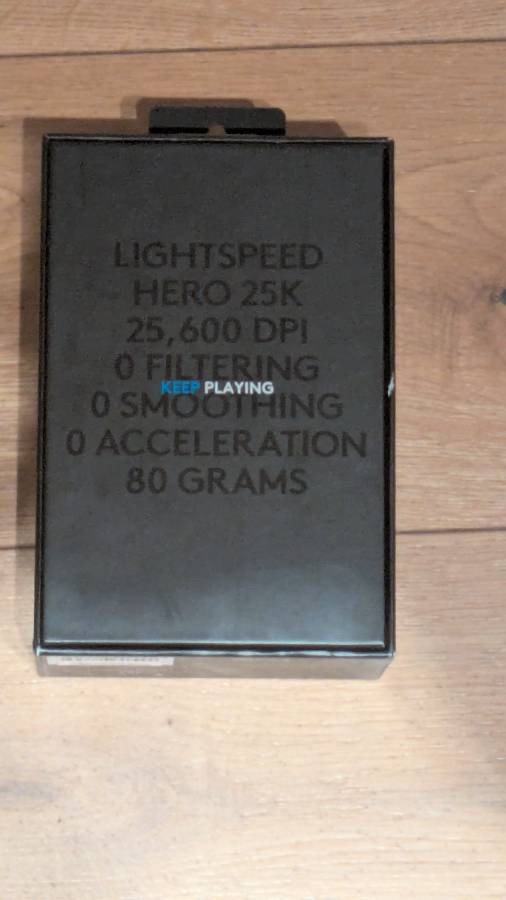 LIGHTSPEED
HERO 25K
25,600 DPI
0 FILTERING
KEEP PLAYING
0 SMOOTHING
0 ACCELERATION
80 GRAMS